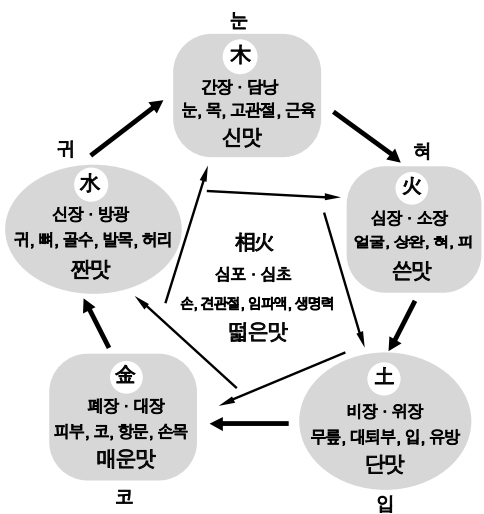 눈
木
간장 · 담낭
눈, 목, 고관절, 근육
신맛
혀
火
심장 · 소장
얼굴, 상완, 혀, 피
쓴맛
귀
水
신장 · 방광
귀, 뼈, 골수, 발목, 허리
짠맛
相火
심포 · 심초
손, 견관절, 임파액, 생명력
떫은맛
土
비장 · 위장
무릎, 대퇴부, 입, 유방
단맛
입
金
폐장 · 대장
피부, 코, 항문, 손목
매운맛
코